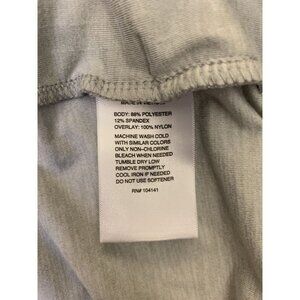 BODY: 88% POLYESTER
12% SPANDEX
OVERLAY: 100% NYLON
MACHINE WASH COLD
WITH SIMILAR COLORS
ONLY NON-CHLORINE
BLEACH WHEN NEEDED
TUMBLE DRY LOW
REMOVE PROMPTLY
COOL IRON IF NEEDED
DO NOT USE SOFTENER
RN# 104141